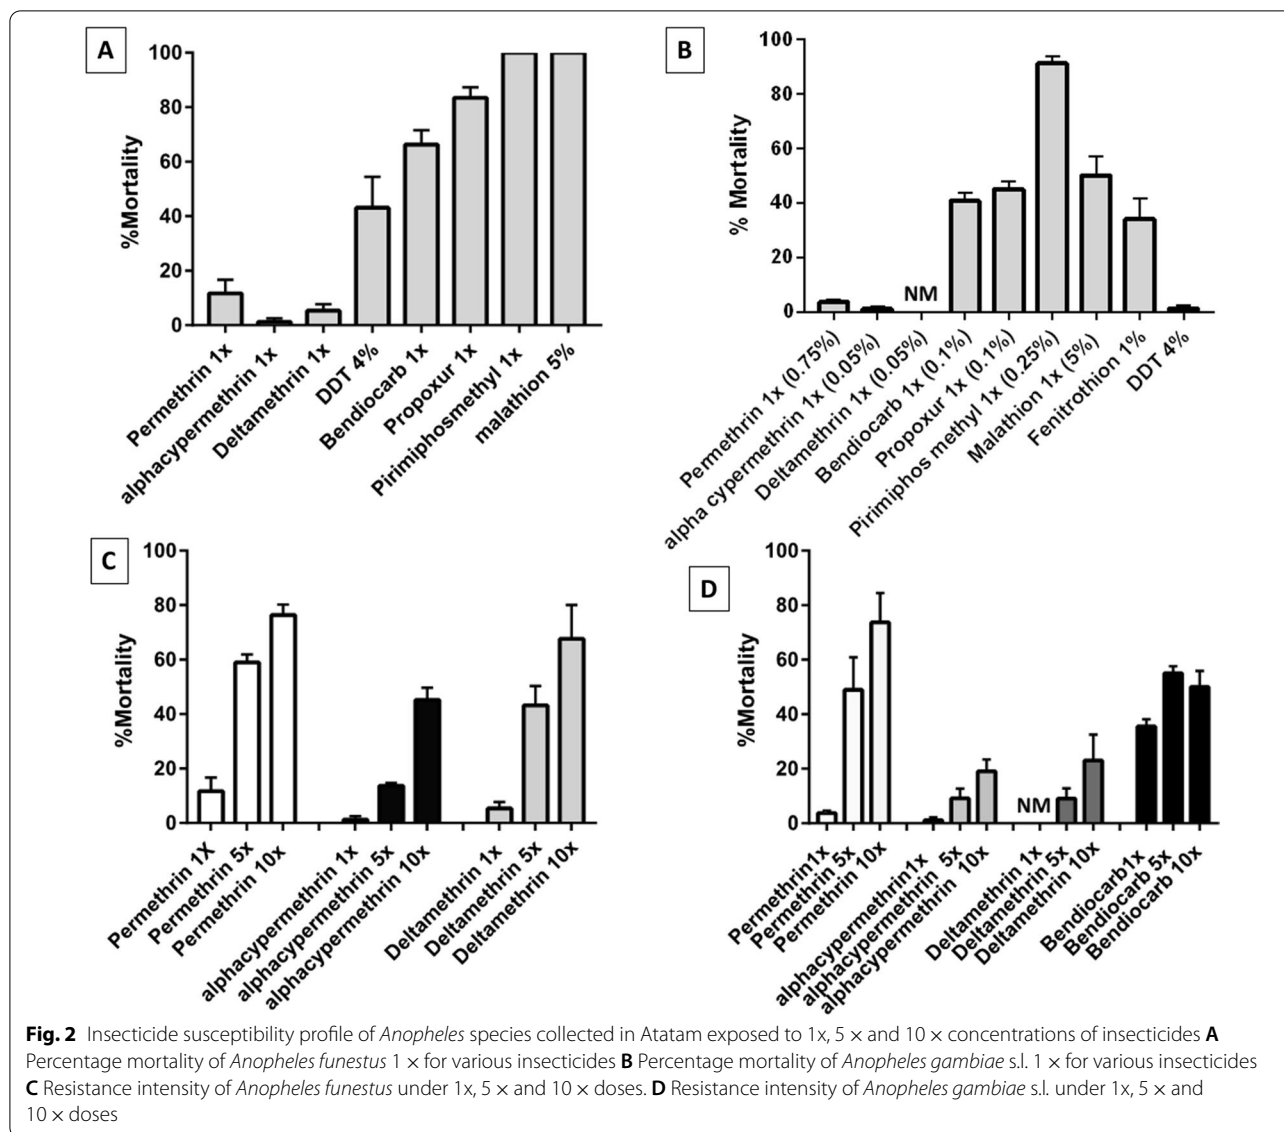 A
%Mortality
100
80
60
40
20
0
Permethrin 1x
alphacypermethrin 1x
Deltamethrin 1x
DDT 4%
Bendiocarb 1x
Propoxur 1x
Pirimiphosmethyl 1x
malathion 5%
B
% Mortality
100
80
60
40
20
0
NM
Permethrin 1x (0.75%)
alpha cypermethrin 1x (0.05%)
Deltamethrin 1x (0.05%)
Bendiocarb 1x (0.1%)
Propoxur 1x (0.1%)
Pirimiphos methyl 1x (0.25%)
Malathion 1x (5%)
Fenitrothion 1%
DDT 4%
C
%Mortality
100
80
60
40
20
0
Permethrin 1X
Permethrin 5x
Permethrin 10x
alphacypermethrin 1x
alphacypermethrin 5x
alphacypermethrin 10x
Deltamethrin 1x
Deltamethrin 5x
Deltamethrin 10x
D
%Mortality
100
80
60
40
20
0
NM
Permethrin1x
Permethrin 5x
Permethrin 10x
alphacypermethrin1x
alphacypermethrin 5x
alphacypermethrin 10x
Deltamethrin 1x
Deltamethrin 5x
Deltamethrin 10x
Bendiocarb1x
Bendiocarb 5x
Bendiocarb 10x
Fig. 2 Insecticide susceptibility profile of Anopheles species collected in Atatam exposed to 1x, 5 × and 10 × concentrations of insecticides A
Percentage mortality of Anopheles funestus 1 × for various insecticides B Percentage mortality of Anopheles gambiae s.l. 1 × for various insecticides
C Resistance intensity of Anopheles funestus under 1x, 5 × and 10 × doses. D Resistance intensity of Anopheles gambiae s.l. under 1x, 5 × and
10 × doses